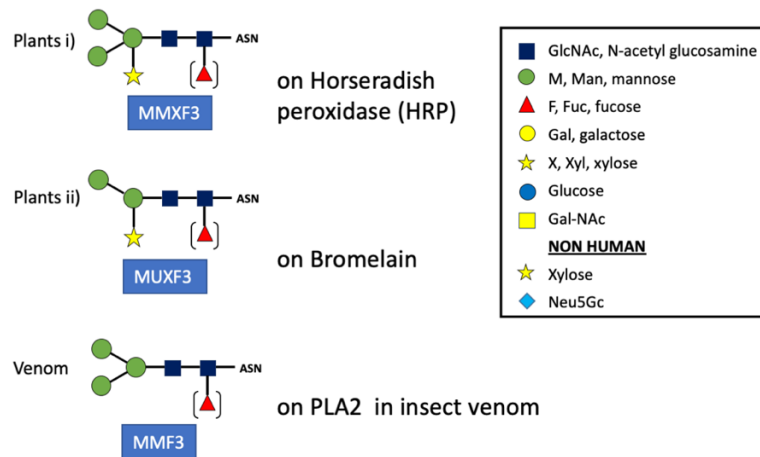 Plants i)
ASN
MMXF3
on Horseradish
peroxidase (HRP)
Plants ii)
ASN
MUXF3
on Bromelain
Venom
ASN
MMF3
on PLA2 in insect venom
GlcNAc, N-acetyl glucosamine
M, Man, mannose
F, Fuc, fucose
Gal, galactose
X, Xyl, xylose
Glucose
Gal-NAc
NON HUMAN
Xylose
Neu5Gc